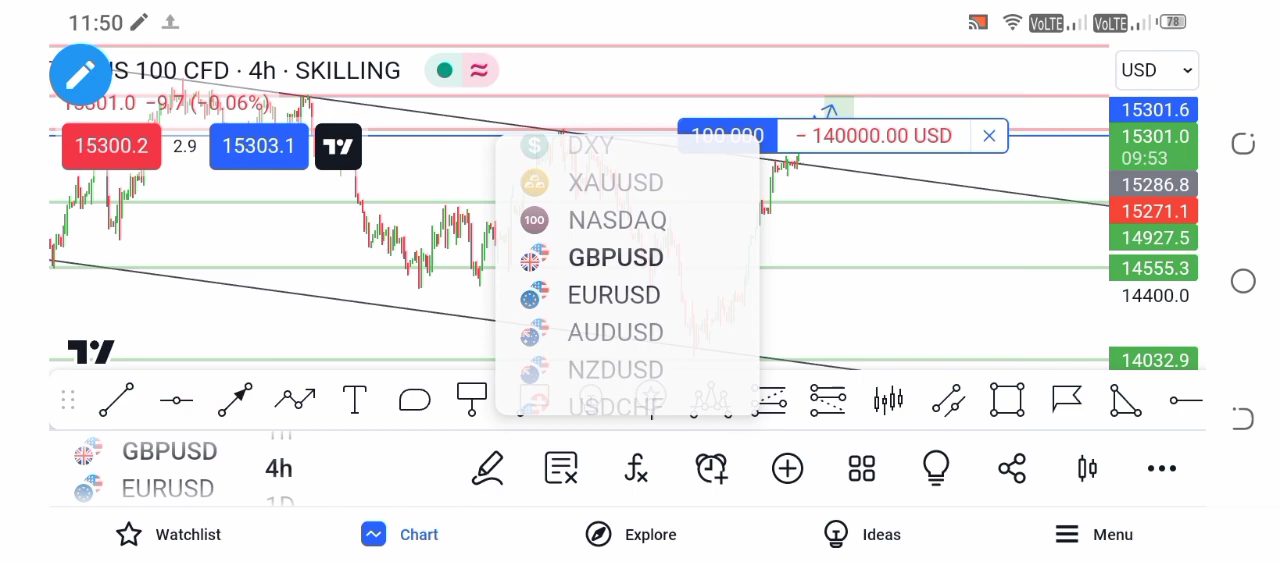 11:50
VoLTE VoLTE 78
S 100 CFD · 4h · SKILLING
USD
15301.0 −9.7 (−0.06%)
15300.2 2.9 15303.1
100 000 − 140000.00 USD
15301.6
15301.0
09:53
15286.8
15271.1
14927.5
14555.3
14400.0
14032.9
DXY
XAUUSD
100 NASDAQ
GBPUSD
EURUSD
AUDUSD
NZDUSD
USDCHF
GBPUSD
EURUSD
4h
1D
Watchlist Chart Explore Ideas Menu